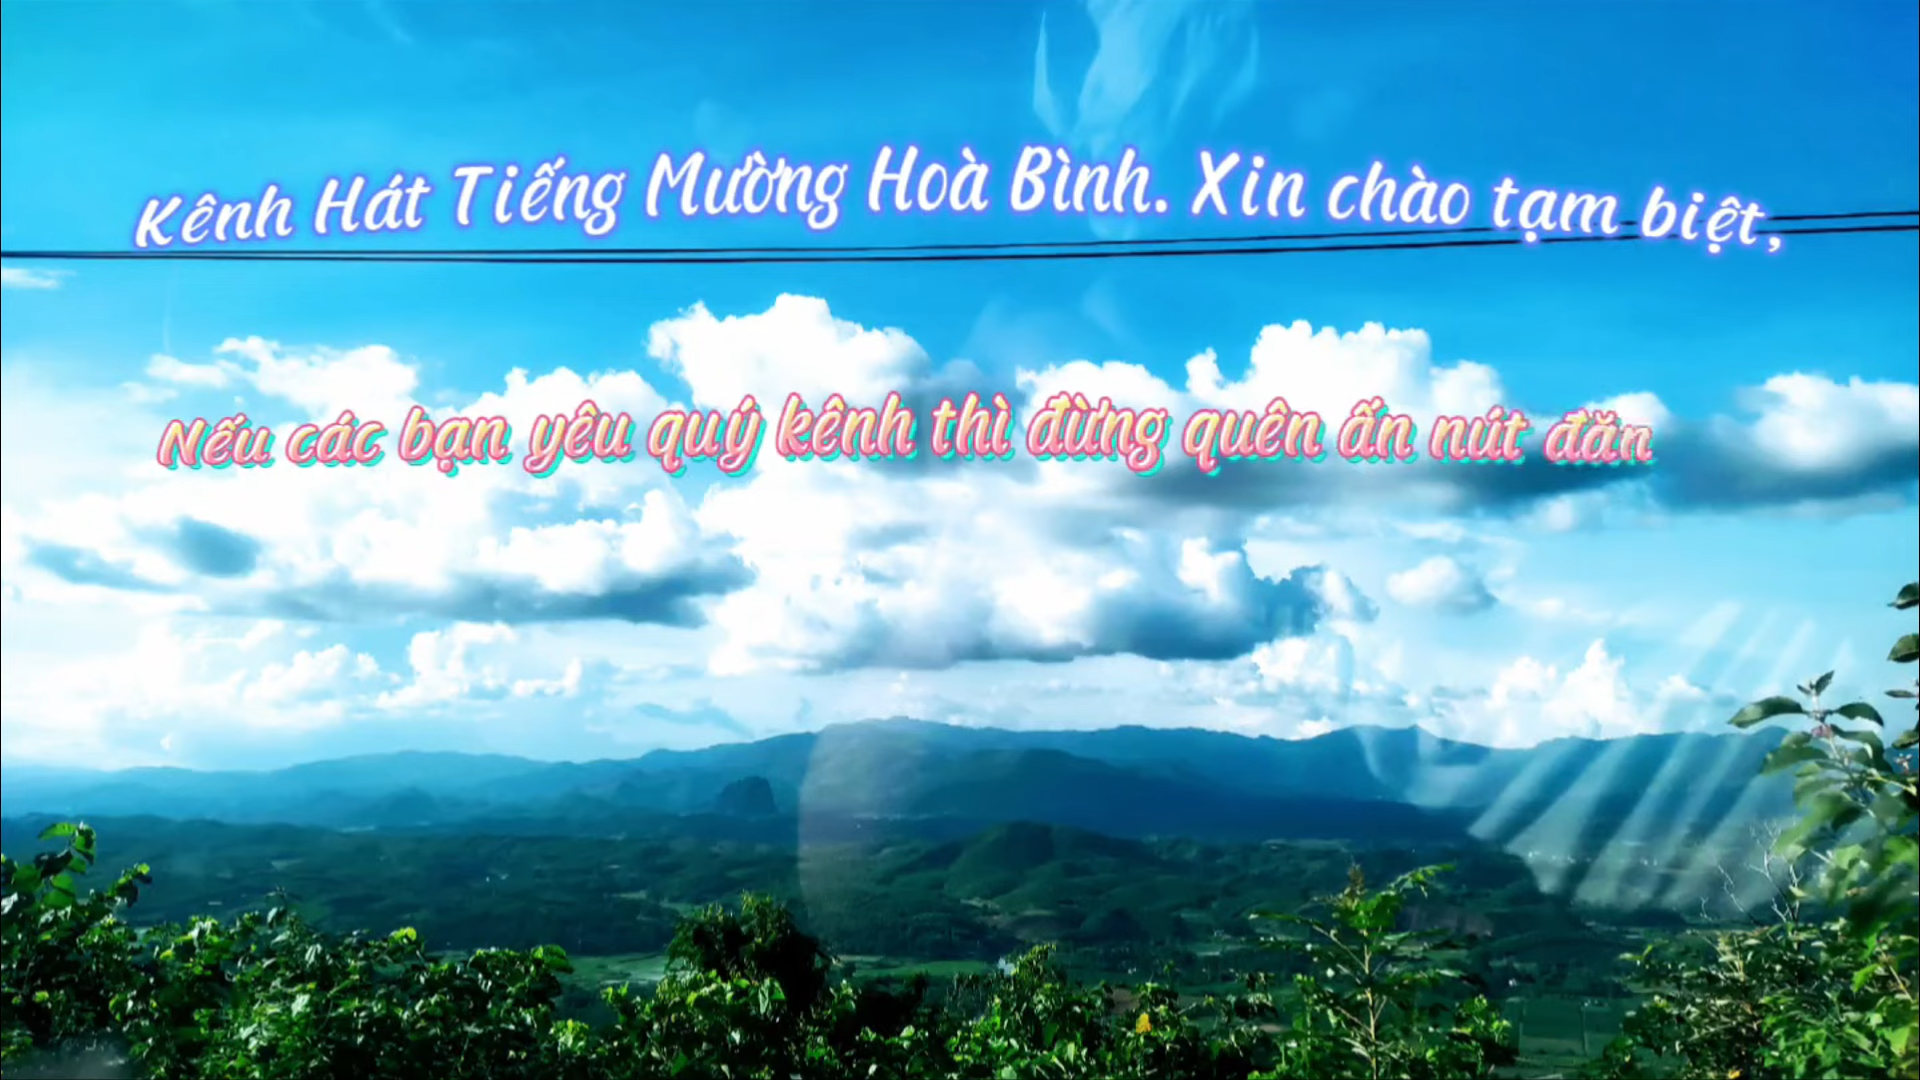 Kênh Hát Tiếng Mường Hoà Bình. Xin chào tạm biệt,
Nếu các bạn yêu quý kênh thì đừng quên ấn nút đăn